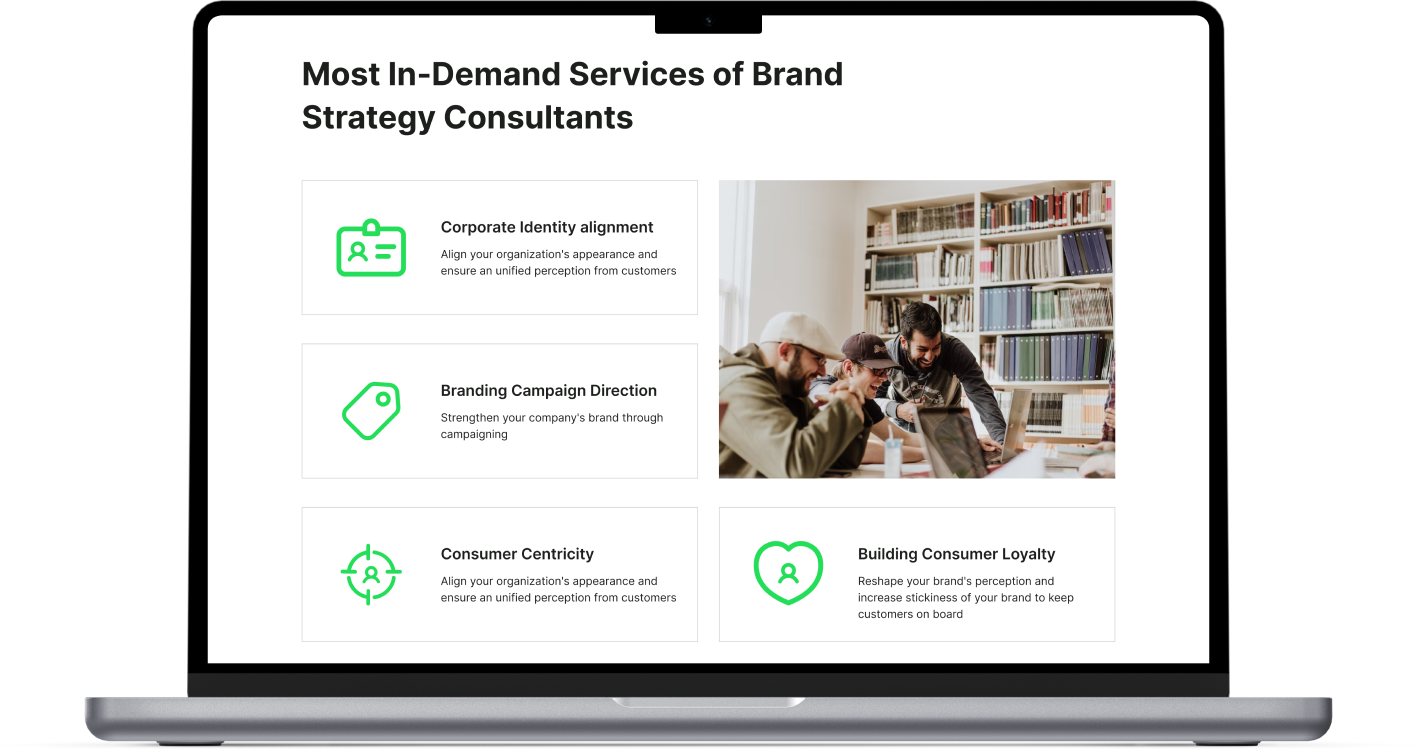 Most In-Demand Services of Brand
Strategy Consultants
Corporate Identity alignment
Align your organization's appearance and
ensure an unified perception from customers
Branding Campaign Direction
Strengthen your company's brand through
campaigning
Consumer Centricity
Align your organization's appearance and
ensure an unified perception from customers
Building Consumer Loyalty
Reshape your brand's perception and
increase stickiness of your brand to keep
customers on board